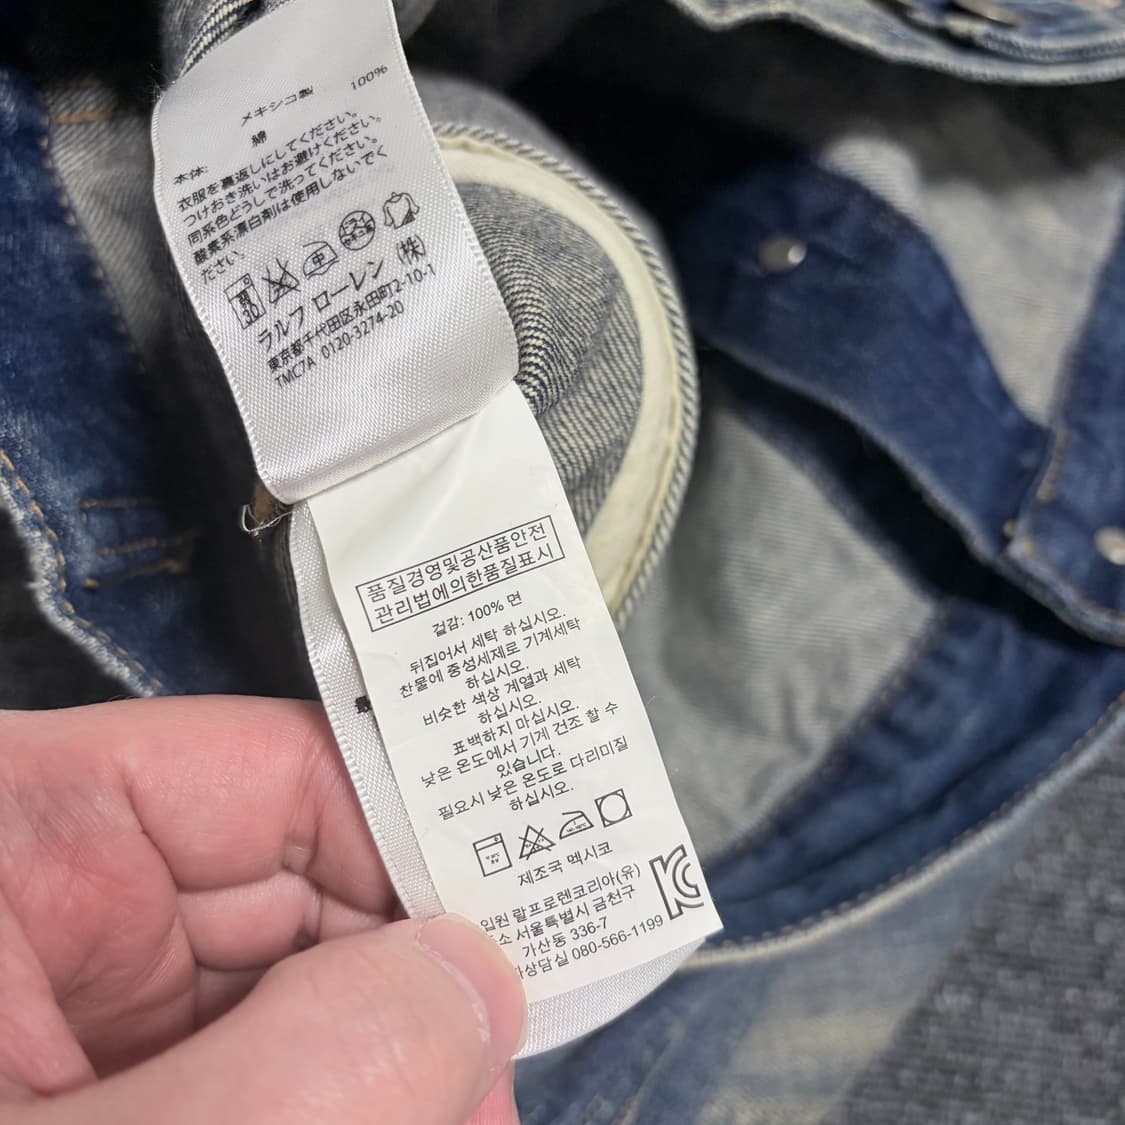 メキシコ製
本体: 綿 100%
衣服を裏返しにしてください。
つけおき洗いはお避けください。
同系色どうしで洗ってください。
酸素系漂白剤は使用しないでく
ださい。
中
ラルフ ローレン (株)
東京都千代田区永田町2-10-1
TMC7A 0120-3274-20
품질경영및공산품안전
관리법에의한품질표시
겉감: 100% 면
뒤집어서 세탁 하십시오.
찬물에 중성세제로 기계세탁
하십시오.
비슷한 색상 계열과 세탁
하십시오.
표백하지 마십시오.
낮은 온도에서 기계 건조 할 수
있습니다.
필요시 낮은 온도로 다리미질
하십시오.
제조국 멕시코
입원 랄프로렌코리아(유)
소 서울특별시 금천구
가산동 336-7
상담실 080-566-1199